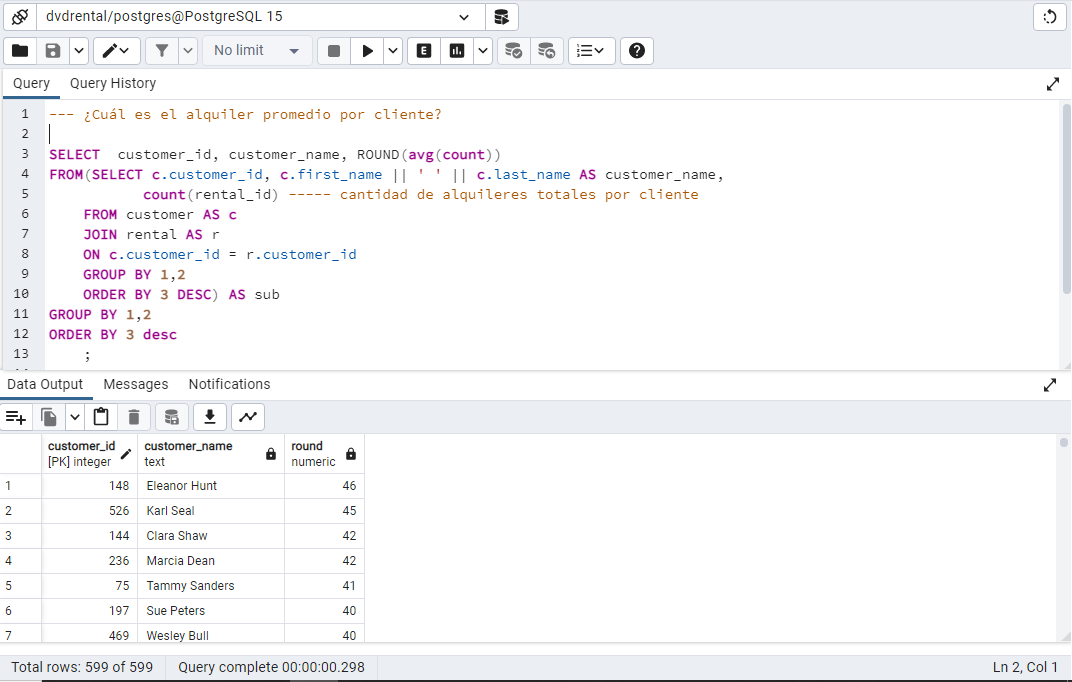 dvdrental/postgres@PostgreSQL 15
No limit
E
Query Query History
1 --- ¿Cuál es el alquiler promedio por cliente?
2
3 SELECT customer_id, customer_name, ROUND(avg(count))
4 FROM(SELECT c.customer_id, c.first_name || ' ' || c.last_name AS customer_name,
5 count(rental_id) ----- cantidad de alquileres totales por cliente
6 FROM customer AS c
7 JOIN rental AS r
8 ON c.customer_id = r.customer_id
9 GROUP BY 1,2
10 ORDER BY 3 DESC) AS sub
11 GROUP BY 1,2
12 ORDER BY 3 desc
13 ;
Data Output Messages Notifications
customer_id customer_name round
[PK] integer text numeric
1 148 Eleanor Hunt 46
2 526 Karl Seal 45
3 144 Clara Shaw 42
4 236 Marcia Dean 42
5 75 Tammy Sanders 41
6 197 Sue Peters 40
7 469 Wesley Bull 40
Total rows: 599 of 599 Query complete 00:00:00.298 Ln 2, Col 1